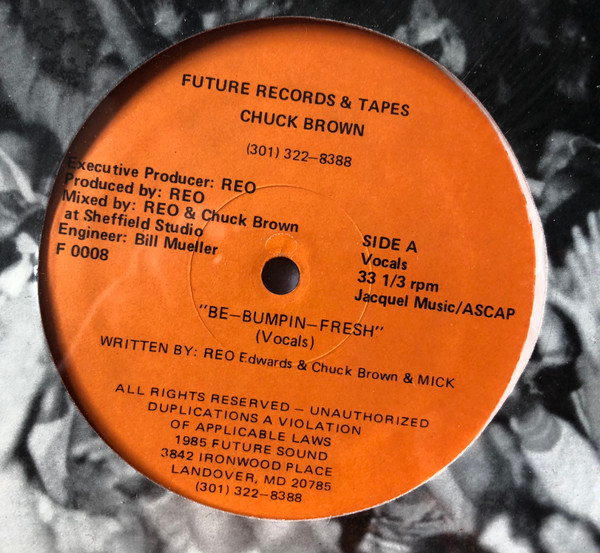 FUTURE RECORDS & TAPES
CHUCK BROWN
(301) 322-8388
Executive Producer: REO
Produced by: REO
Mixed by: REO & Chuck Brown
at Sheffield Studio
Engineer: Bill Mueller
F 0008
SIDE A
Vocals
33 1/3 rpm
Jacquel Music/ASCAP
"BE-BUMPIN-FRESH"
(Vocals)
WRITTEN BY: REO Edwards & Chuck Brown & MICK
ALL RIGHTS RESERVED - UNAUTHORIZED
DUPLICATIONS A VIOLATION
OF APPLICABLE LAWS
1985 FUTURE SOUND
3842 IRONWOOD PLACE
LANDOVER, MD 20785
(301) 322-8388